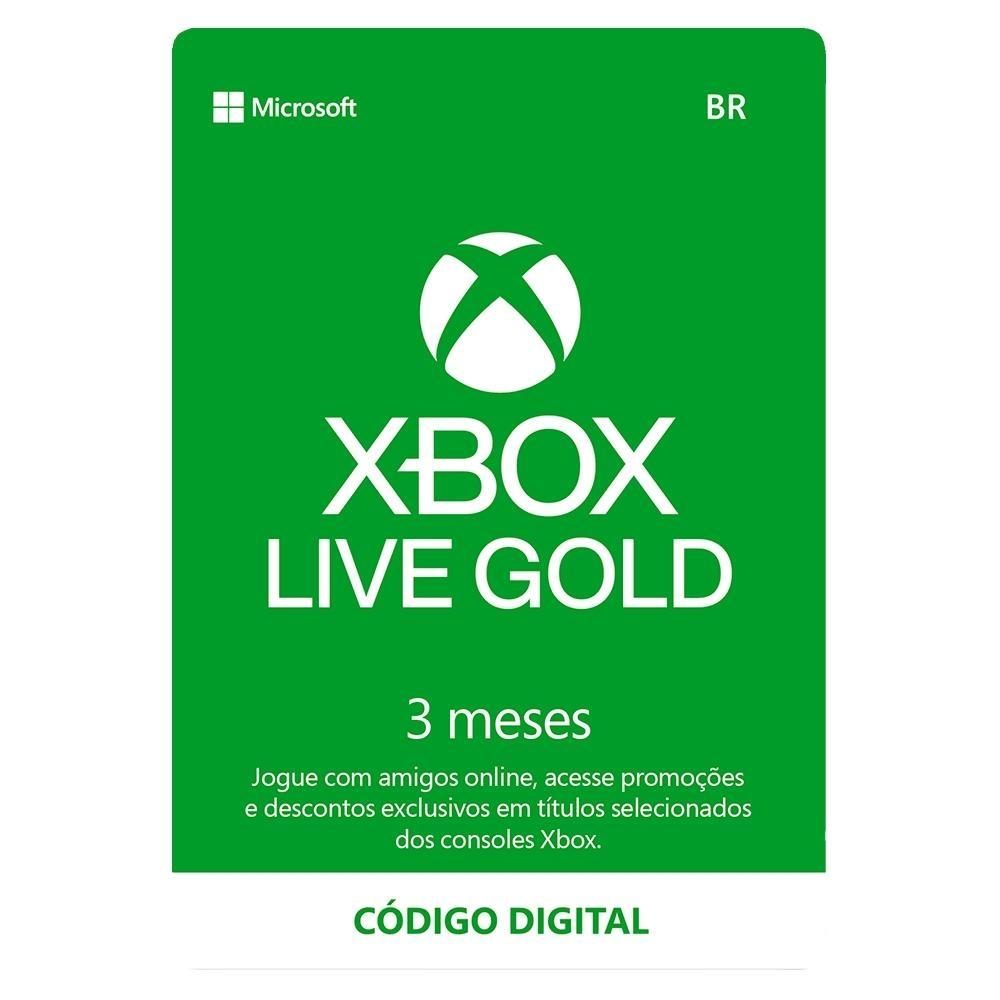 Microsoft
BR
XBOX
LIVE GOLD
3 meses
Jogue com amigos online, acesse promoções
e descontos exclusivos em títulos selecionados
dos consoles Xbox.
CÓDIGO DIGITAL